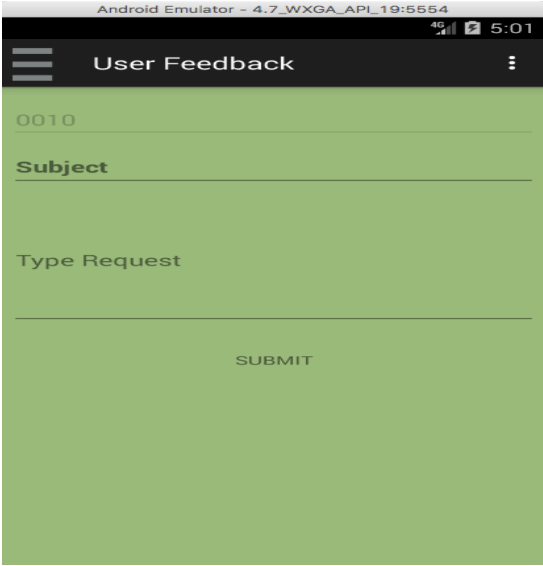 Android Emulator - 4.7_WXGA_API_19:5554
4G 5:01
User Feedback
0010
Subject
Type Request
SUBMIT